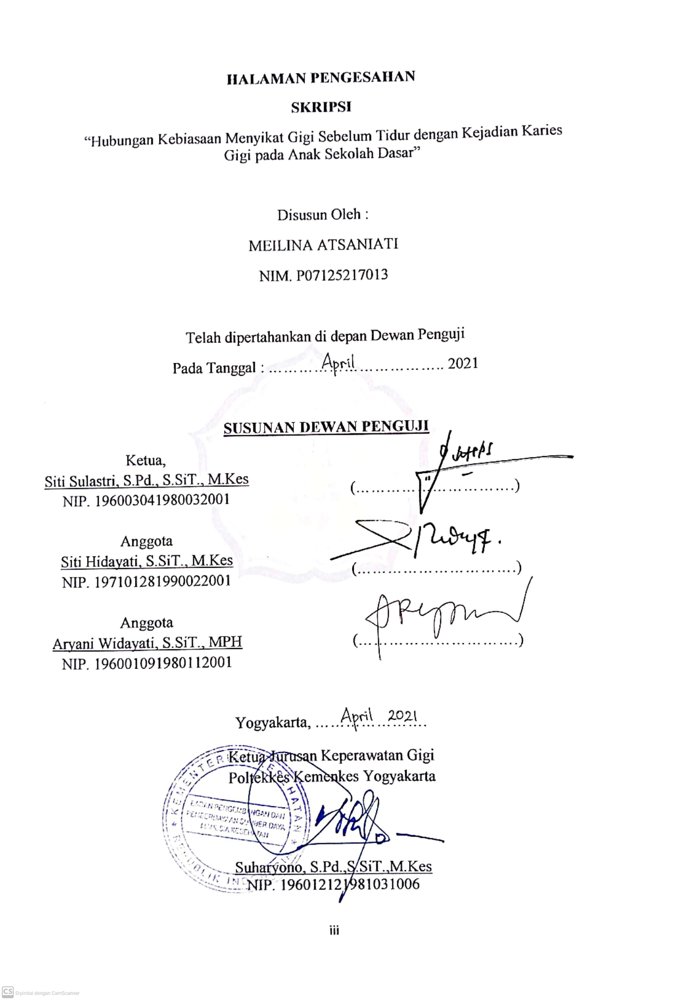 HALAMAN PENGESAHAN
SKRIPSI
“Hubungan Kebiasaan Menyikat Gigi Sebelum Tidur dengan Kejadian Karies
Gigi pada Anak Sekolah Dasar”
Disusun Oleh :
MEILINA ATSANIATI
NIM. P07125217013
Telah dipertahankan di depan Dewan Penguji
Pada Tanggal : ............April........................ 2021
SUSUNAN DEWAN PENGUJI
Ketua,
Siti Sulastri, S.Pd., S.SiT., M.Kes
(................................)
NIP. 196003041980032001
Anggota
Siti Hidayati, S.SiT., M.Kes
(................................)
NIP. 197101281990022001
Anggota
Aryani Widayati, S.SiT., MPH
(................................)
NIP. 196001091980112001
Yogyakarta, .....April 2021
Ketua Jurusan Keperawatan Gigi
Poltekkes Kemenkes Yogyakarta
KEMENTERIAN KESEHATAN
BADAN PENGEMBANGAN DAN
PEMBERDAYAAN SUMBER DAYA
MANUSIA KESEHATAN
REPUBLIK INDONESIA
Suharyono, S.Pd.,S.SiT.,M.Kes
NIP. 196012121981031006
iii
CS Dipindai dengan CamScanner